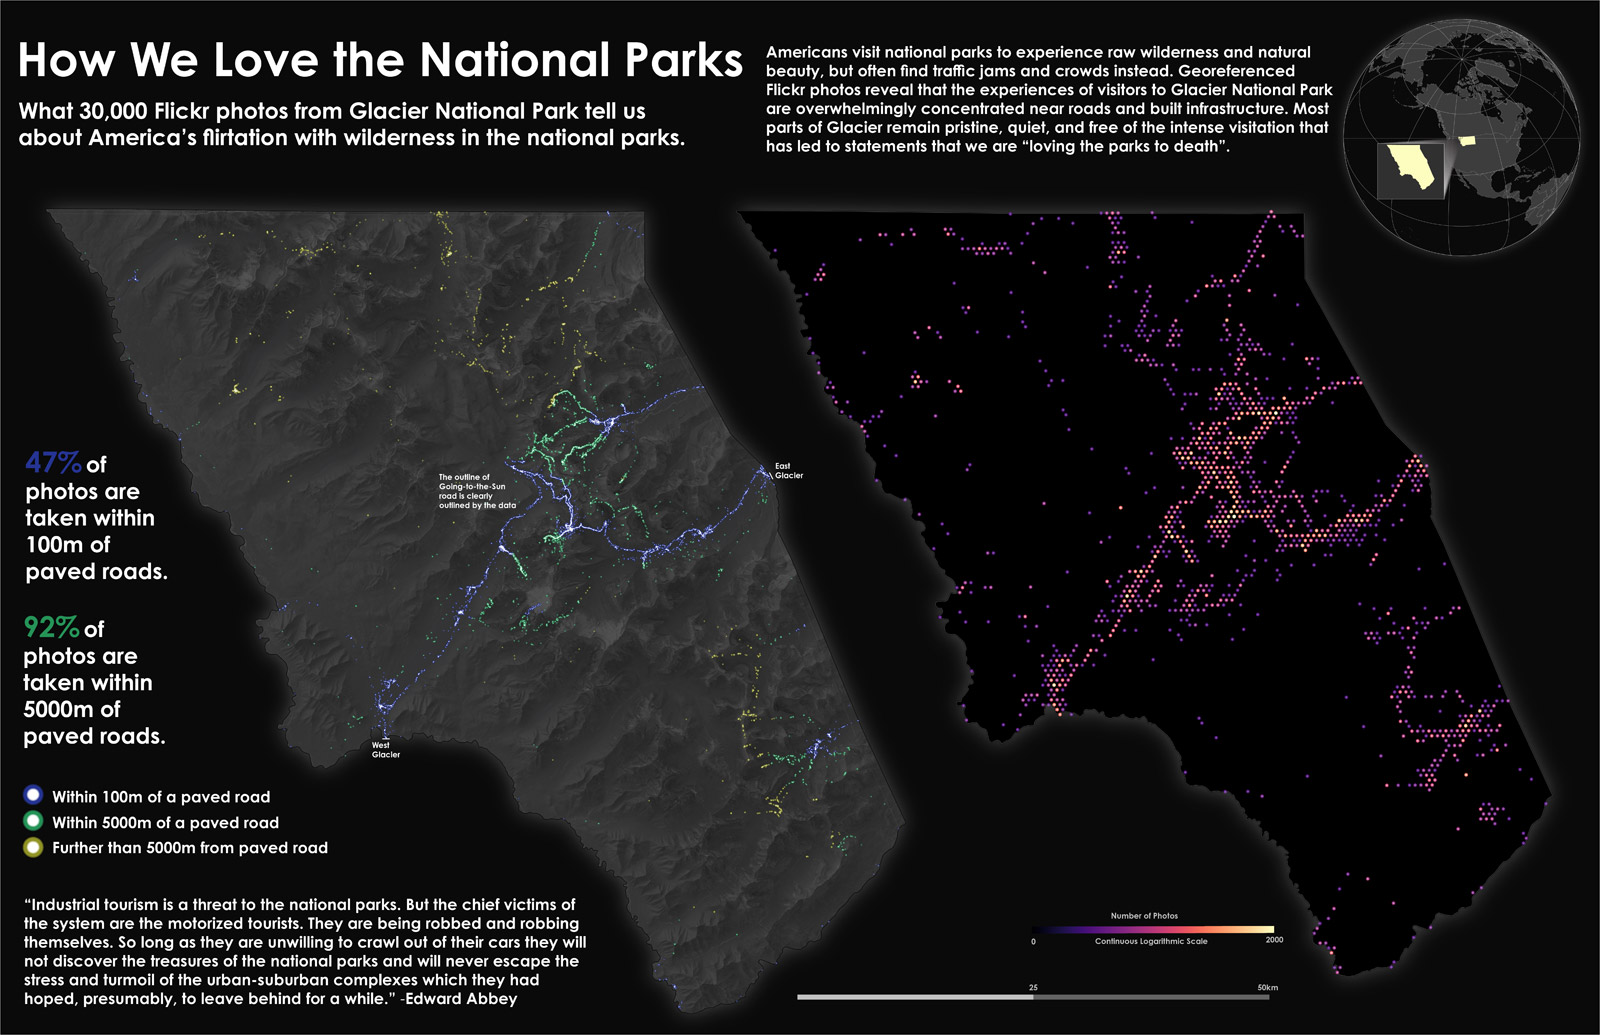 How We Love the National Parks
What 30,000 Flickr photos from Glacier National Park tell us
about America's flirtation with wilderness in the national parks.
Americans visit national parks to experience raw wilderness and natural
beauty, but often find traffic jams and crowds instead. Georeferenced
Flickr photos reveal that the experiences of visitors to Glacier National Park
are overwhelmingly concentrated near roads and built infrastructure. Most
parts of Glacier remain pristine, quiet, and free of the intense visitation that
has led to statements that we are “loving the parks to death”.
47% of
photos are
taken within
100m of
paved roads.
92% of
photos are
taken within
5000m of
paved roads.
The outline of
Going-to-the-Sun
road is clearly
outlined by the data
East
Glacier
West
Glacier
Within 100m of a paved road
Within 5000m of a paved road
Further than 5000m from paved road
“Industrial tourism is a threat to the national parks. But the chief victims of
the system are the motorized tourists. They are being robbed and robbing
themselves. So long as they are unwilling to crawl out of their cars they will
not discover the treasures of the national parks and will never escape the
stress and turmoil of the urban-suburban complexes which they had
hoped, presumably, to leave behind for a while.” -Edward Abbey
Number of Photos
0 Continuous Logarithmic Scale 2000
25 50km